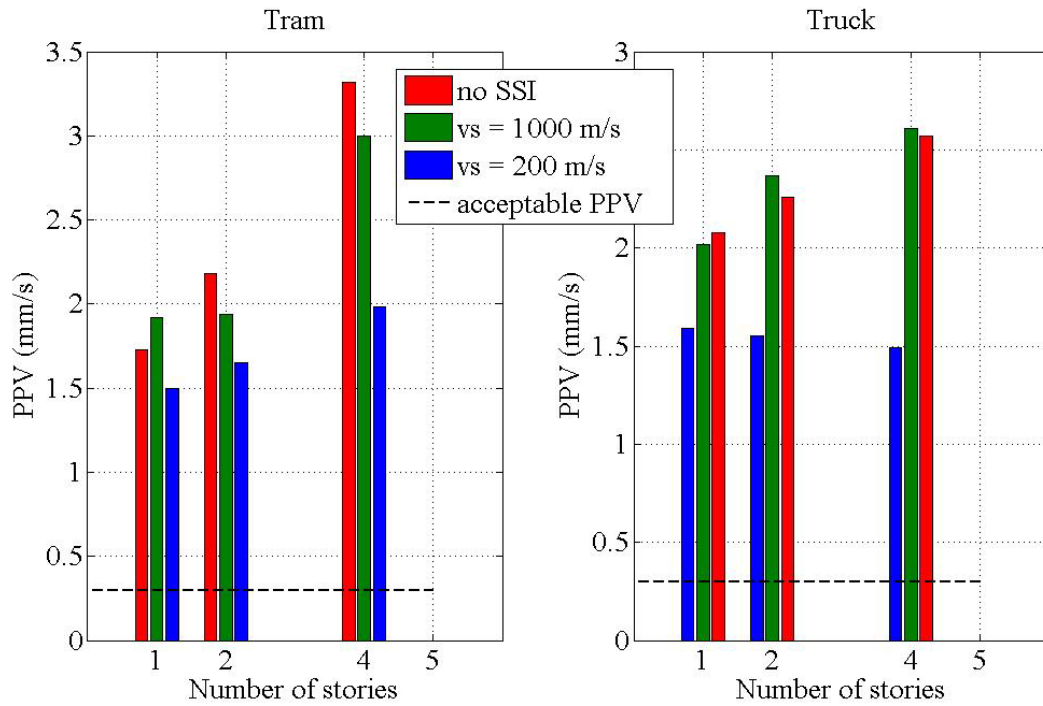 Tram
3.5
3
2.5
2
1.5
1
0.5
0
PPV (mm/s)
1 2 4 5
Number of stories
no SSI
vs = 1000 m/s
vs = 200 m/s
acceptable PPV
Truck
3
2
1.5
1
0.5
0
PPV (mm/s)
1 2 4 5
Number of stories